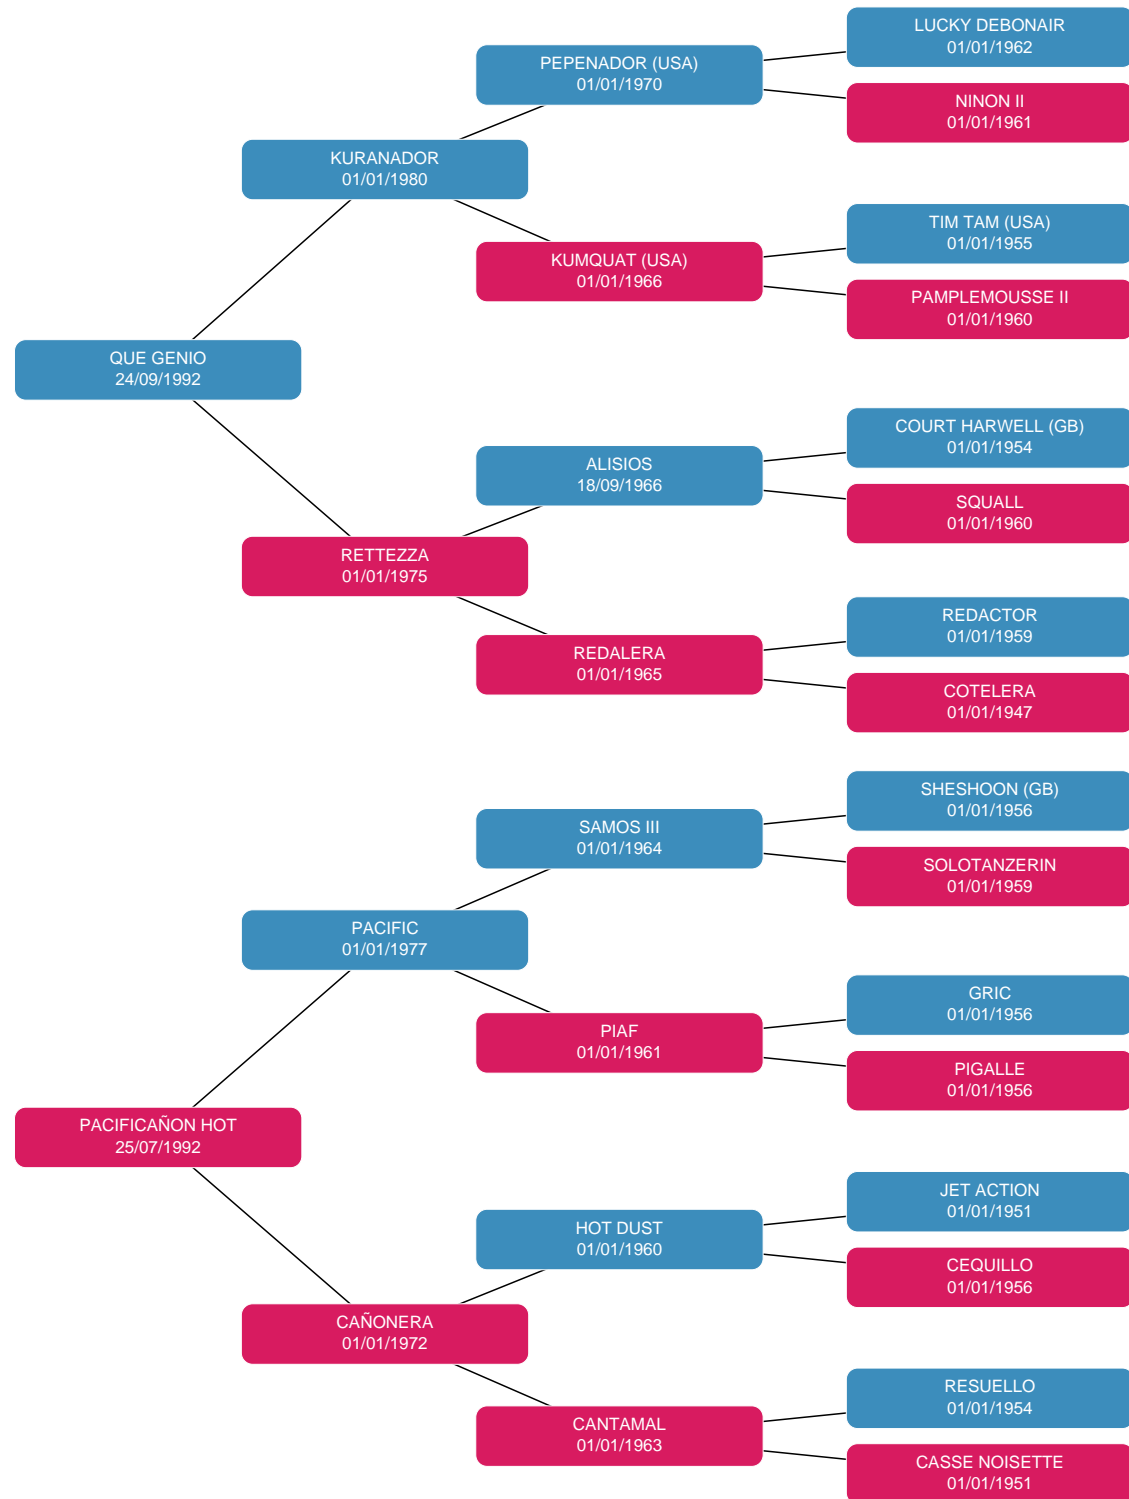 LUCKY DEBONAIR
01/01/1962
PEPENADOR (USA)
01/01/1970
NINON II
01/01/1961
KURANADOR
01/01/1980
TIM TAM (USA)
01/01/1955
KUMQUAT (USA)
01/01/1966
PAMPLEMOUSSE II
01/01/1960
QUE GENIO
24/09/1992
COURT HARWELL (GB)
01/01/1954
ALISIOS
18/09/1966
SQUALL
01/01/1960
RETTEZZA
01/01/1975
REDACTOR
01/01/1959
REDALERA
01/01/1965
COTELERA
01/01/1947
SHESHOON (GB)
01/01/1956
SAMOS III
01/01/1964
SOLOTANZERIN
01/01/1959
PACIFIC
01/01/1977
GRIC
01/01/1956
PIAF
01/01/1961
PIGALLE
01/01/1956
PACIFICAÑON HOT
25/07/1992
JET ACTION
01/01/1951
HOT DUST
01/01/1960
CEQUILLO
01/01/1956
CAÑONERA
01/01/1972
RESUELLO
01/01/1954
CANTAMAL
01/01/1963
CASSE NOISETTE
01/01/1951